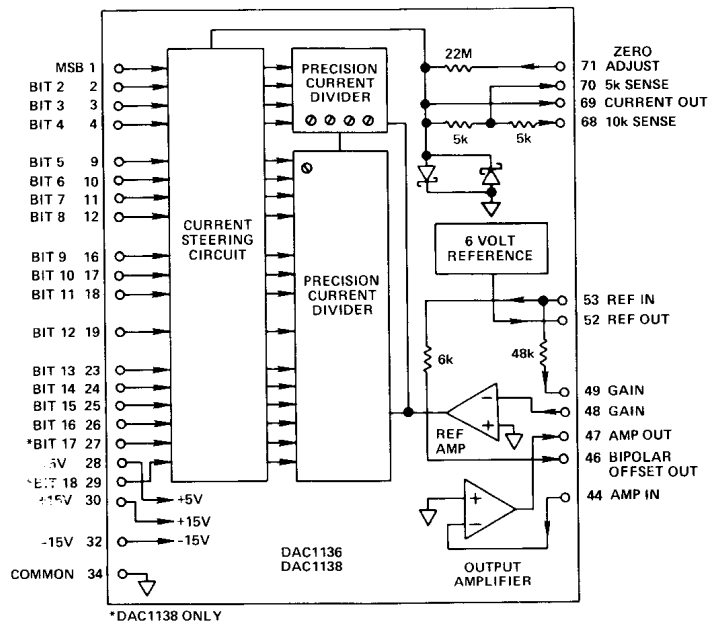 MSB 1
BIT 2 2
BIT 3 3
BIT 4 4
BIT 5 9
BIT 6 10
BIT 7 11
BIT 8 12
BIT 9 16
BIT 10 17
BIT 11 18
BIT 12 19
BIT 13 23
BIT 14 24
BIT 15 25
BIT 16 26
*BIT 17 27
5V 28
*BIT 18 29
+15V 30
-15V 32
COMMON 34
+5V
+15V
-15V
CURRENT
STEERING
CIRCUIT
PRECISION
CURRENT
DIVIDER
PRECISION
CURRENT
DIVIDER
22M
5k
5k
6 VOLT
REFERENCE
6k
48k
REF
AMP
OUTPUT
AMPLIFIER
DAC1136
DAC1138
ZERO
71 ADJUST
70 5k SENSE
69 CURRENT OUT
68 10k SENSE
53 REF IN
52 REF OUT
49 GAIN
48 GAIN
47 AMP OUT
46 BIPOLAR
OFFSET OUT
44 AMP IN
*DAC1138 ONLY